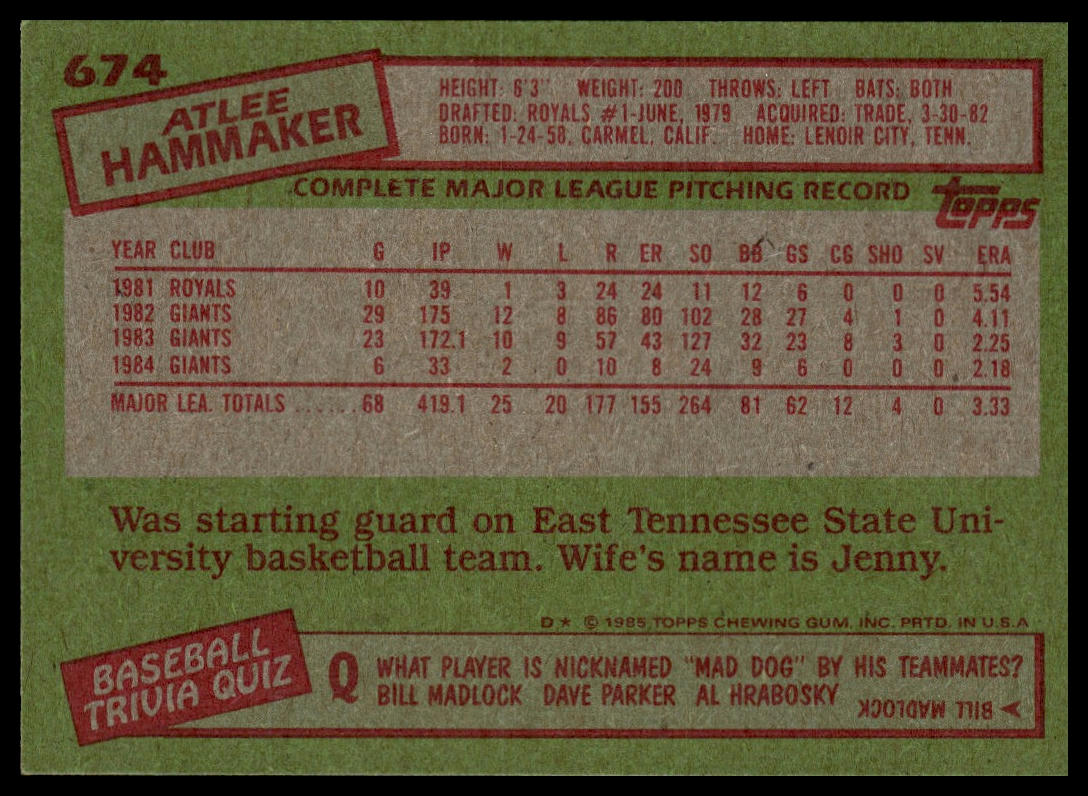 674
ATLEE
HAMMAKER
HEIGHT: 6'3" WEIGHT: 200 THROWS: LEFT BATS: BOTH
DRAFTED: ROYALS #1-JUNE, 1979 ACQUIRED: TRADE, 3-30-82
BORN: 1-24-58, CARMEL, CALIF. HOME: LENOIR CITY, TENN.
COMPLETE MAJOR LEAGUE PITCHING RECORD
Topps
YEAR CLUB G IP W L R ER SO BB GS CG SHO SV ERA
1981 ROYALS 10 39 1 3 24 24 11 12 6 0 0 0 5.54
1982 GIANTS 29 175 12 8 86 80 102 28 27 4 1 0 4.11
1983 GIANTS 23 172.1 10 9 57 43 127 32 23 8 3 0 2.25
1984 GIANTS 6 33 2 0 10 8 24 9 6 0 0 0 2.18
MAJOR LEA. TOTALS ...... 68 419.1 25 20 177 155 264 81 62 12 4 0 3.33
Was starting guard on East Tennessee State Uni-
versity basketball team. Wife's name is Jenny.
D★ © 1985 TOPPS CHEWING GUM, INC. PRTD. IN U.S.A
BASEBALL
TRIVIA QUIZ
Q WHAT PLAYER IS NICKNAMED "MAD DOG" BY HIS TEAMMATES?
BILL MADLOCK DAVE PARKER AL HRABOSKY
BILL MADLOCK